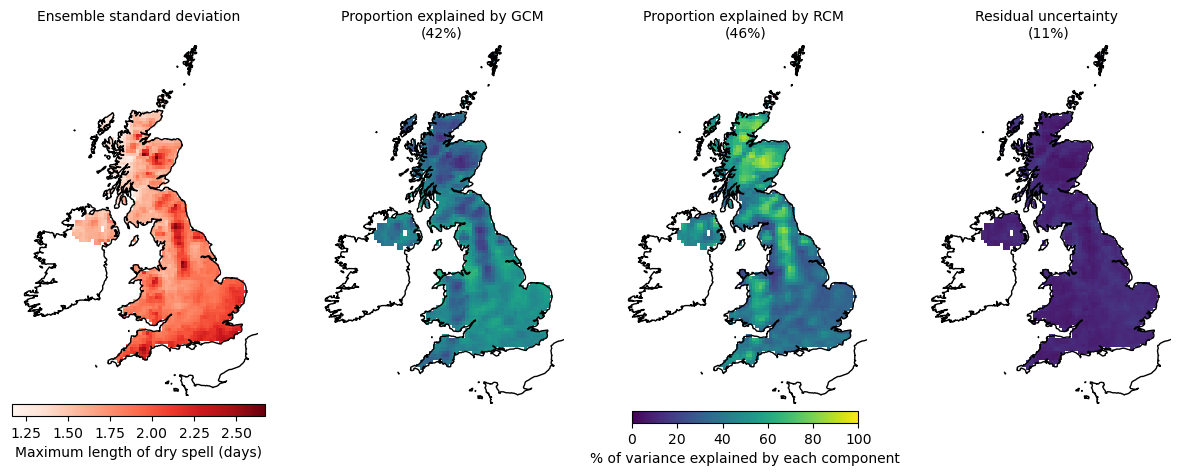 Ensemble standard deviation
Proportion explained by GCM
(42%)
Proportion explained by RCM
(46%)
Residual uncertainty
(11%)
1.25 1.50 1.75 2.00 2.25 2.50
Maximum length of dry spell (days)
0 20 40 60 80 100
% of variance explained by each component